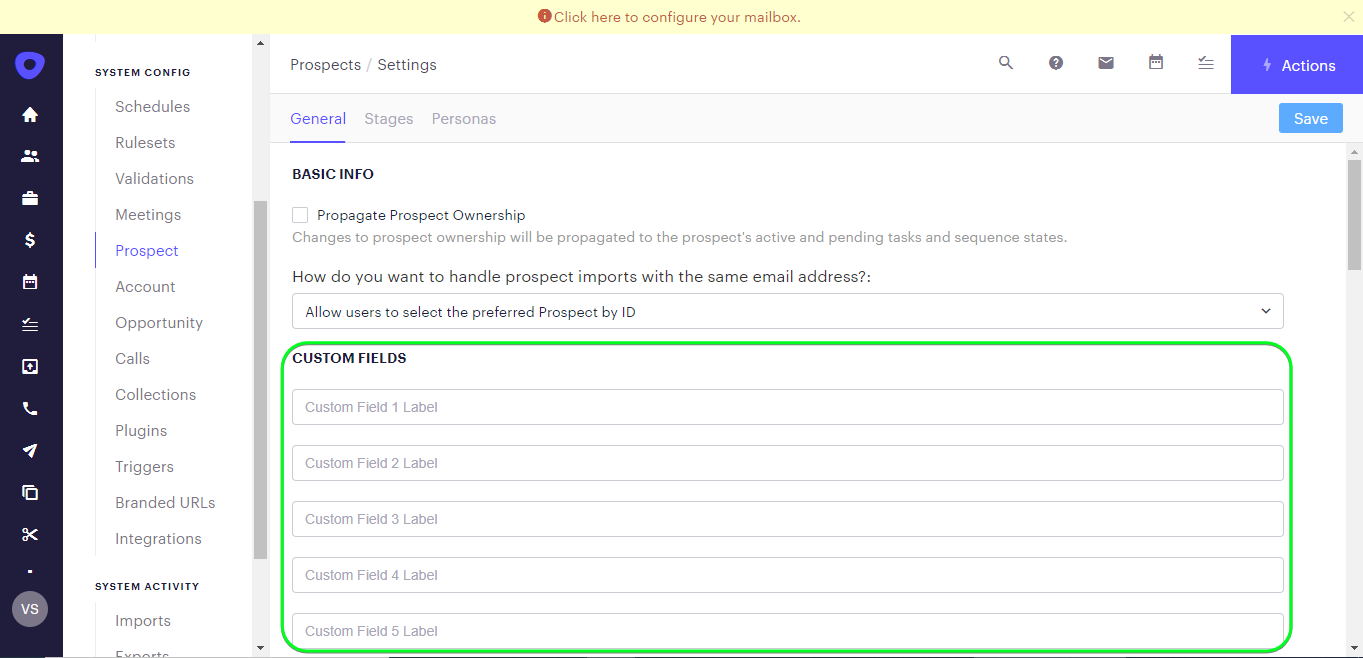 Click here to configure your mailbox.
SYSTEM CONFIG
Schedules
Rulesets
Validations
Meetings
Prospect
Account
Opportunity
Calls
Collections
Plugins
Triggers
Branded URLs
Integrations
SYSTEM ACTIVITY
Imports
Exports
VS
Prospects / Settings
Actions
General Stages Personas
Save
BASIC INFO
Propagate Prospect Ownership
Changes to prospect ownership will be propagated to the prospect's active and pending tasks and sequence states.
How do you want to handle prospect imports with the same email address?:
Allow users to select the preferred Prospect by ID
CUSTOM FIELDS
Custom Field 1 Label
Custom Field 2 Label
Custom Field 3 Label
Custom Field 4 Label
Custom Field 5 Label